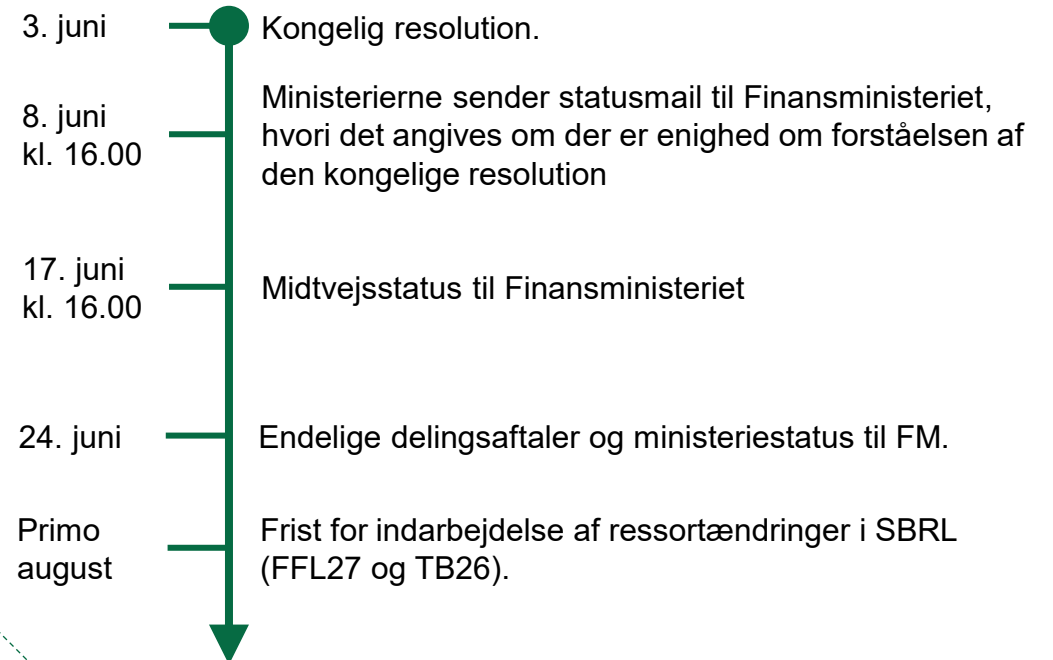 3. juni
Kongelig resolution.
8. juni
kl. 16.00
Ministerierne sender statusmail til Finansministeriet,
hvori det angives om der er enighed om forståelsen af
den kongelige resolution
17. juni
kl. 16.00
Midtvejsstatus til Finansministeriet
24. juni
Endelige delingsaftaler og ministeriestatus til FM.
Primo
august
Frist for indarbejdelse af ressortændringer i SBRL
(FFL27 og TB26).